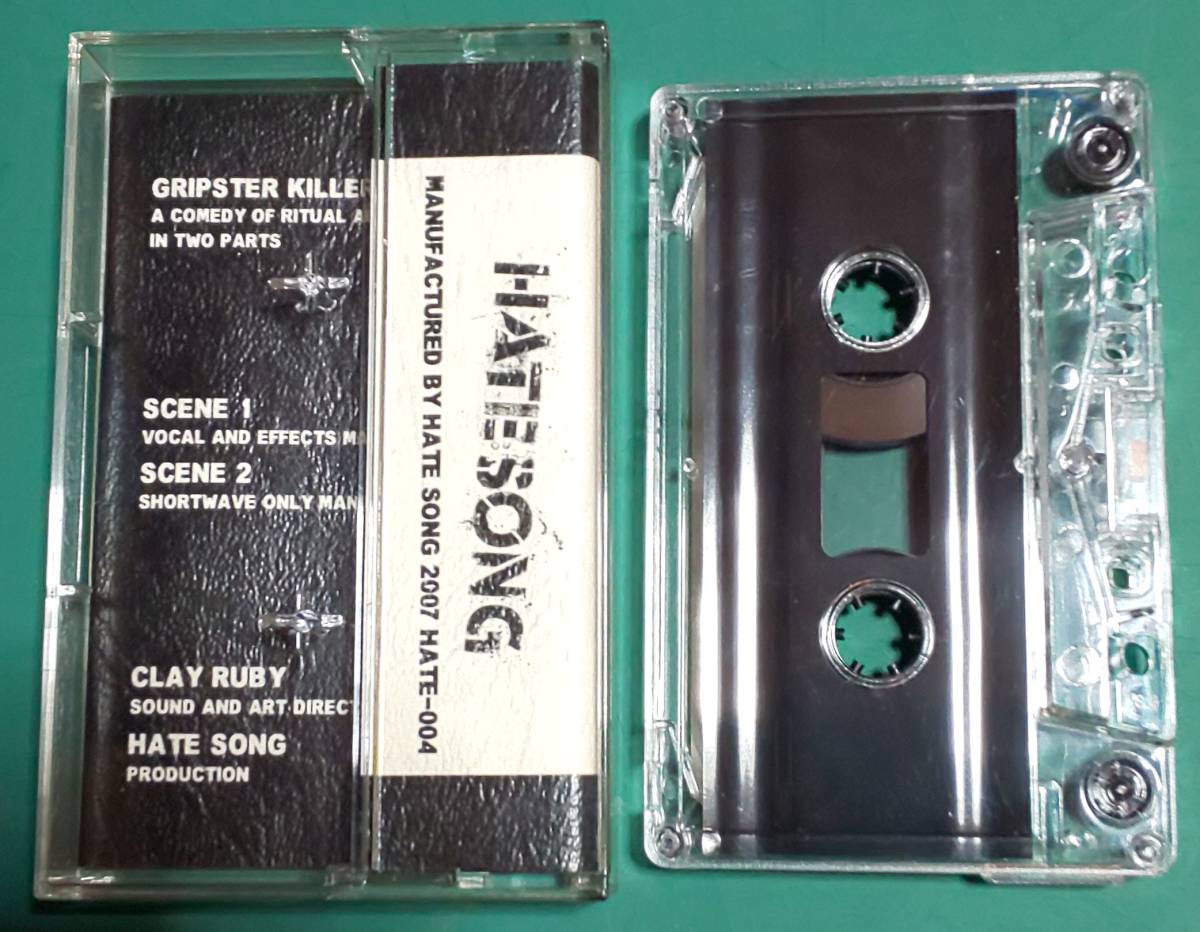 GRIPSTER KILLER
A COMEDY OF RITUAL A
IN TWO PARTS
SCENE 1
VOCAL AND EFFECTS MA
SCENE 2
SHORTWAVE ONLY MAN
CLAY RUBY
SOUND AND ART DIRECT
HATE SONG
PRODUCTION
HATE SONG
MANUFACTURED BY HATE SONG 2007 HATE-004